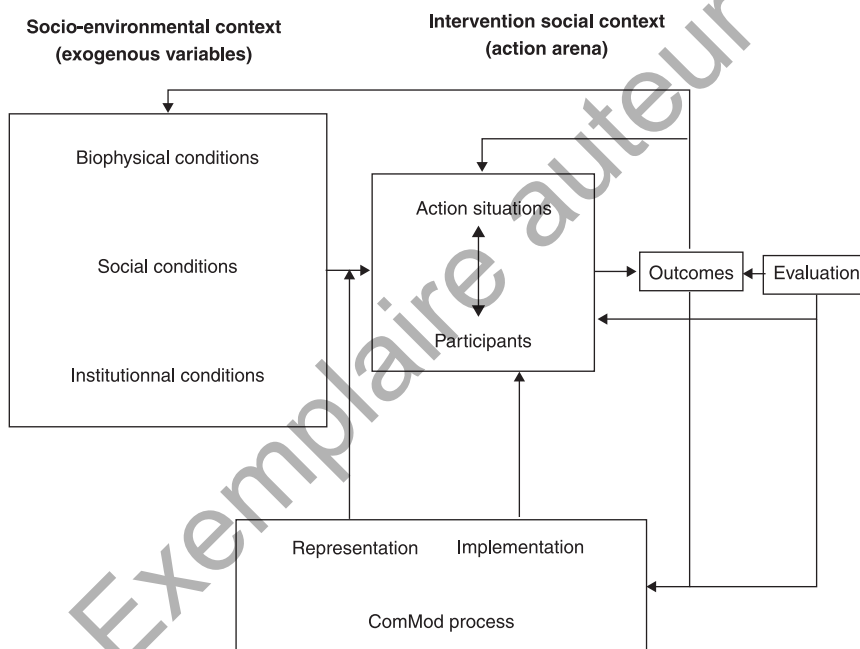 Socio-environmental context
(exogenous variables)
Intervention social context
(action arena)
Biophysical conditions
Social conditions
Institutionnal conditions
Action situations
Participants
Outcomes
Evaluation
Representation
Implementation
ComMod process
Exemplaire auteur